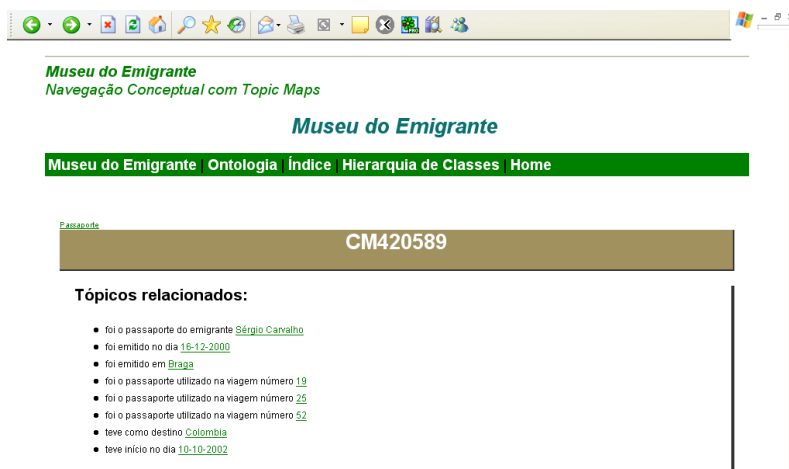 Museu do Emigrante
Navegação Conceptual com Topic Maps
Museu do Emigrante
Museu do Emigrante | Ontologia | Índice | Hierarquia de Classes | Home
Passaporte
CM420589
Tópicos relacionados:
foi o passaporte do emigrante Sérgio Carvalho
foi emitido no dia 16-12-2000
foi emitido em Braga
foi o passaporte utilizado na viagem número 19
foi o passaporte utilizado na viagem número 25
foi o passaporte utilizado na viagem número 52
teve como destino Colombia
teve início no dia 10-10-2002